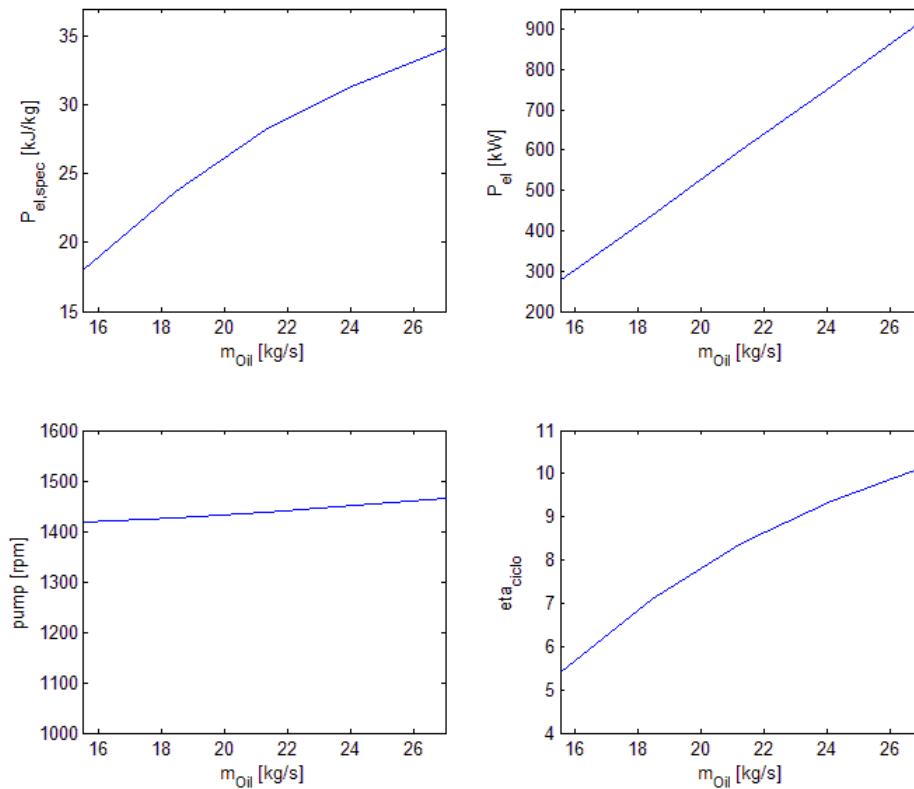 35
30
25
20
15
P_el,spec [kJ/kg]
16 18 20 22 24 26
m_Oil [kg/s]
900
800
700
600
500
400
300
200
P_el [kW]
16 18 20 22 24 26
m_Oil [kg/s]
1600
1500
1400
1300
1200
1100
1000
pump [rpm]
16 18 20 22 24 26
m_Oil [kg/s]
11
10
9
8
7
6
5
4
eta_ciclo
16 18 20 22 24 26
m_Oil [kg/s]